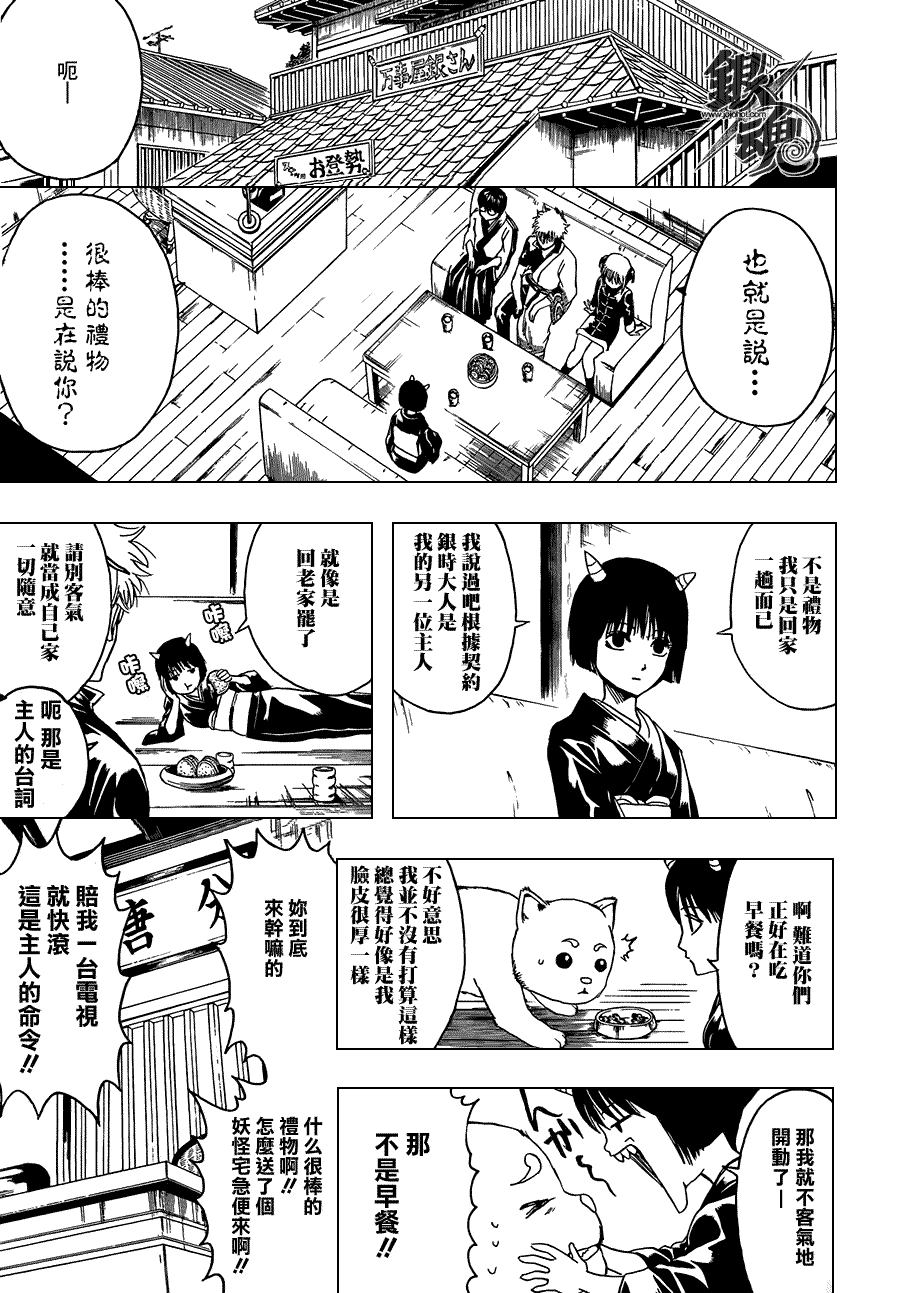 銀魂
www.jojohot.com
万事屋銀さん
お登勢
呃—
也就是說…
很棒的禮物
……是在說你？
不是禮物
我只是回家
一趟而已
我說過吧根據契約
銀時大人是
我的另一位主人
就像是
回老家罷了
請別客氣
就當成自己家
一切隨意
咔嚓
咔嚓
呃 那是
主人的台詞
啊 難道你們
正好在吃
早餐嗎？
不好意思
我並不沒有打算這樣
總覺得好像是我
臉皮很厚一樣
妳到底
來幹嘛的
賠我一台電視
就快滾
這是主人的命令!!
唐
那我就不客氣地
開動了—
あんぐ
那
不是早餐!!
什么很棒的
禮物啊!!
怎麼送了個
妖怪宅急便來啊!!